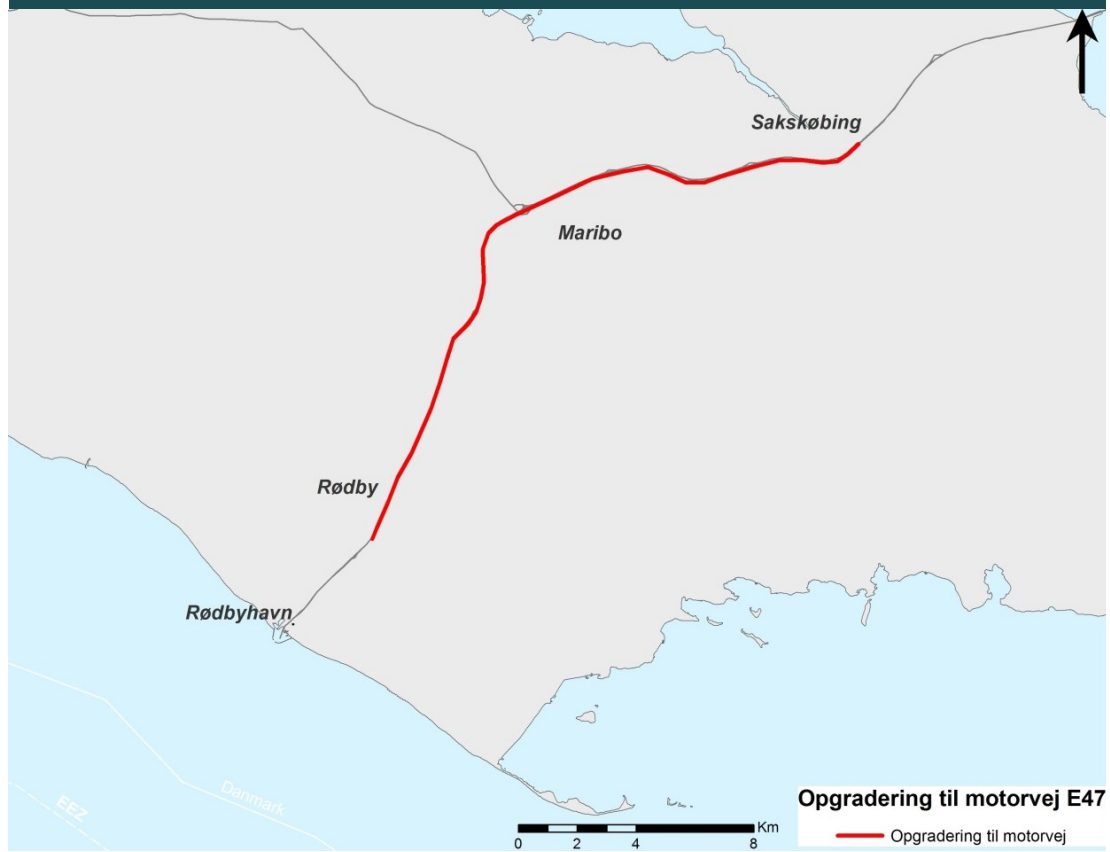 Sakskøbing
Maribo
Rødby
Rødbyhavn
Danmark
EEZ
Opgradering til motorvej E47
Opgradering til motorvej
Km
0 2 4 8